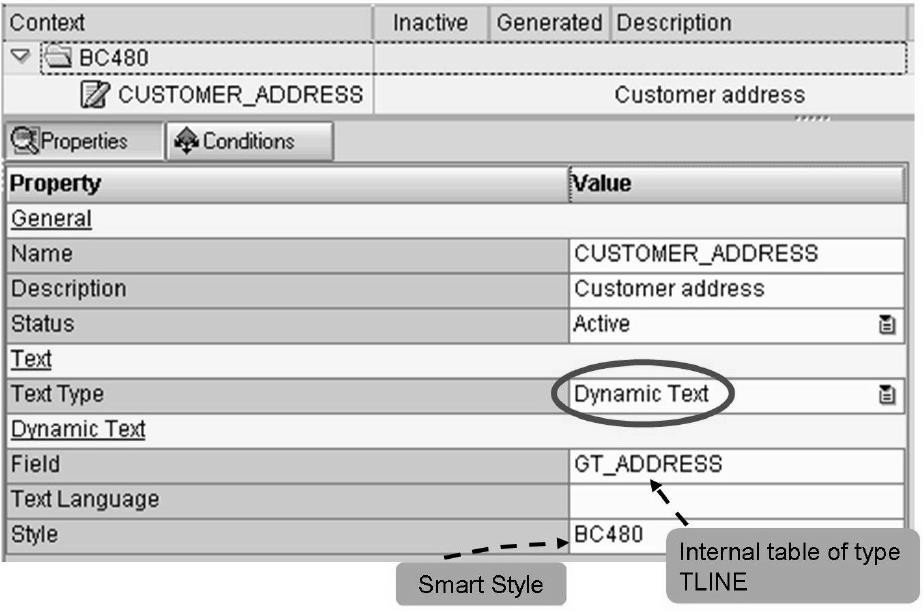 Context Inactive Generated Description
BC480
CUSTOMER_ADDRESS Customer address
Properties Conditions
Property Value
General
Name CUSTOMER_ADDRESS
Description Customer address
Status Active
Text
Text Type Dynamic Text
Dynamic Text
Field GT_ADDRESS
Text Language
Style BC480
Internal table of type
TLINE
Smart Style